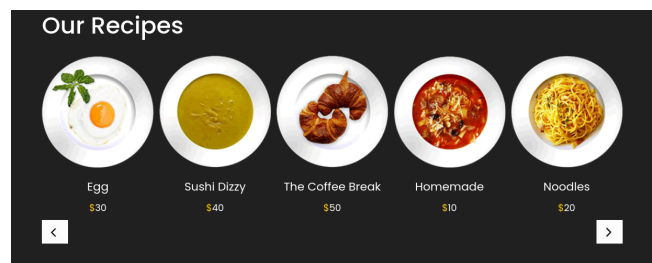 Our Recipes
Egg
Sushi Dizzy
The Coffee Break
Homemade
Noodles
$30
$40
$50
$10
$20